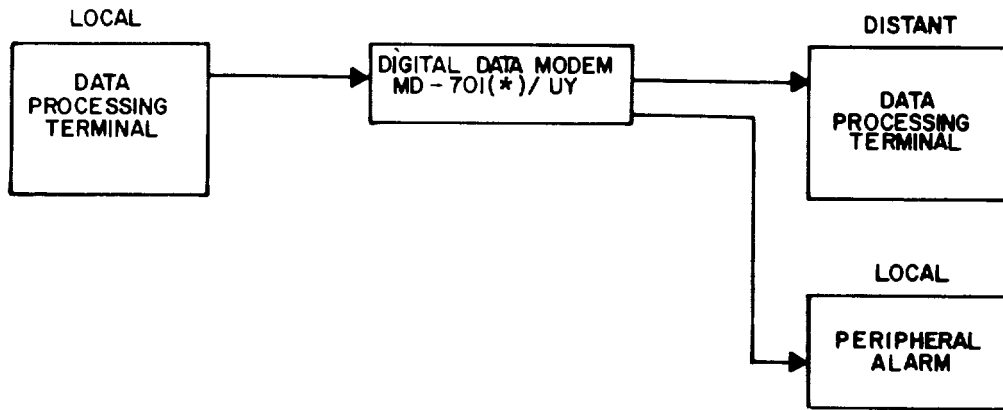 LOCAL
DATA
PROCESSING
TERMINAL
DIGITAL DATA MODEM
MD-701(*)/UY
DISTANT
DATA
PROCESSING
TERMINAL
LOCAL
PERIPHERAL
ALARM